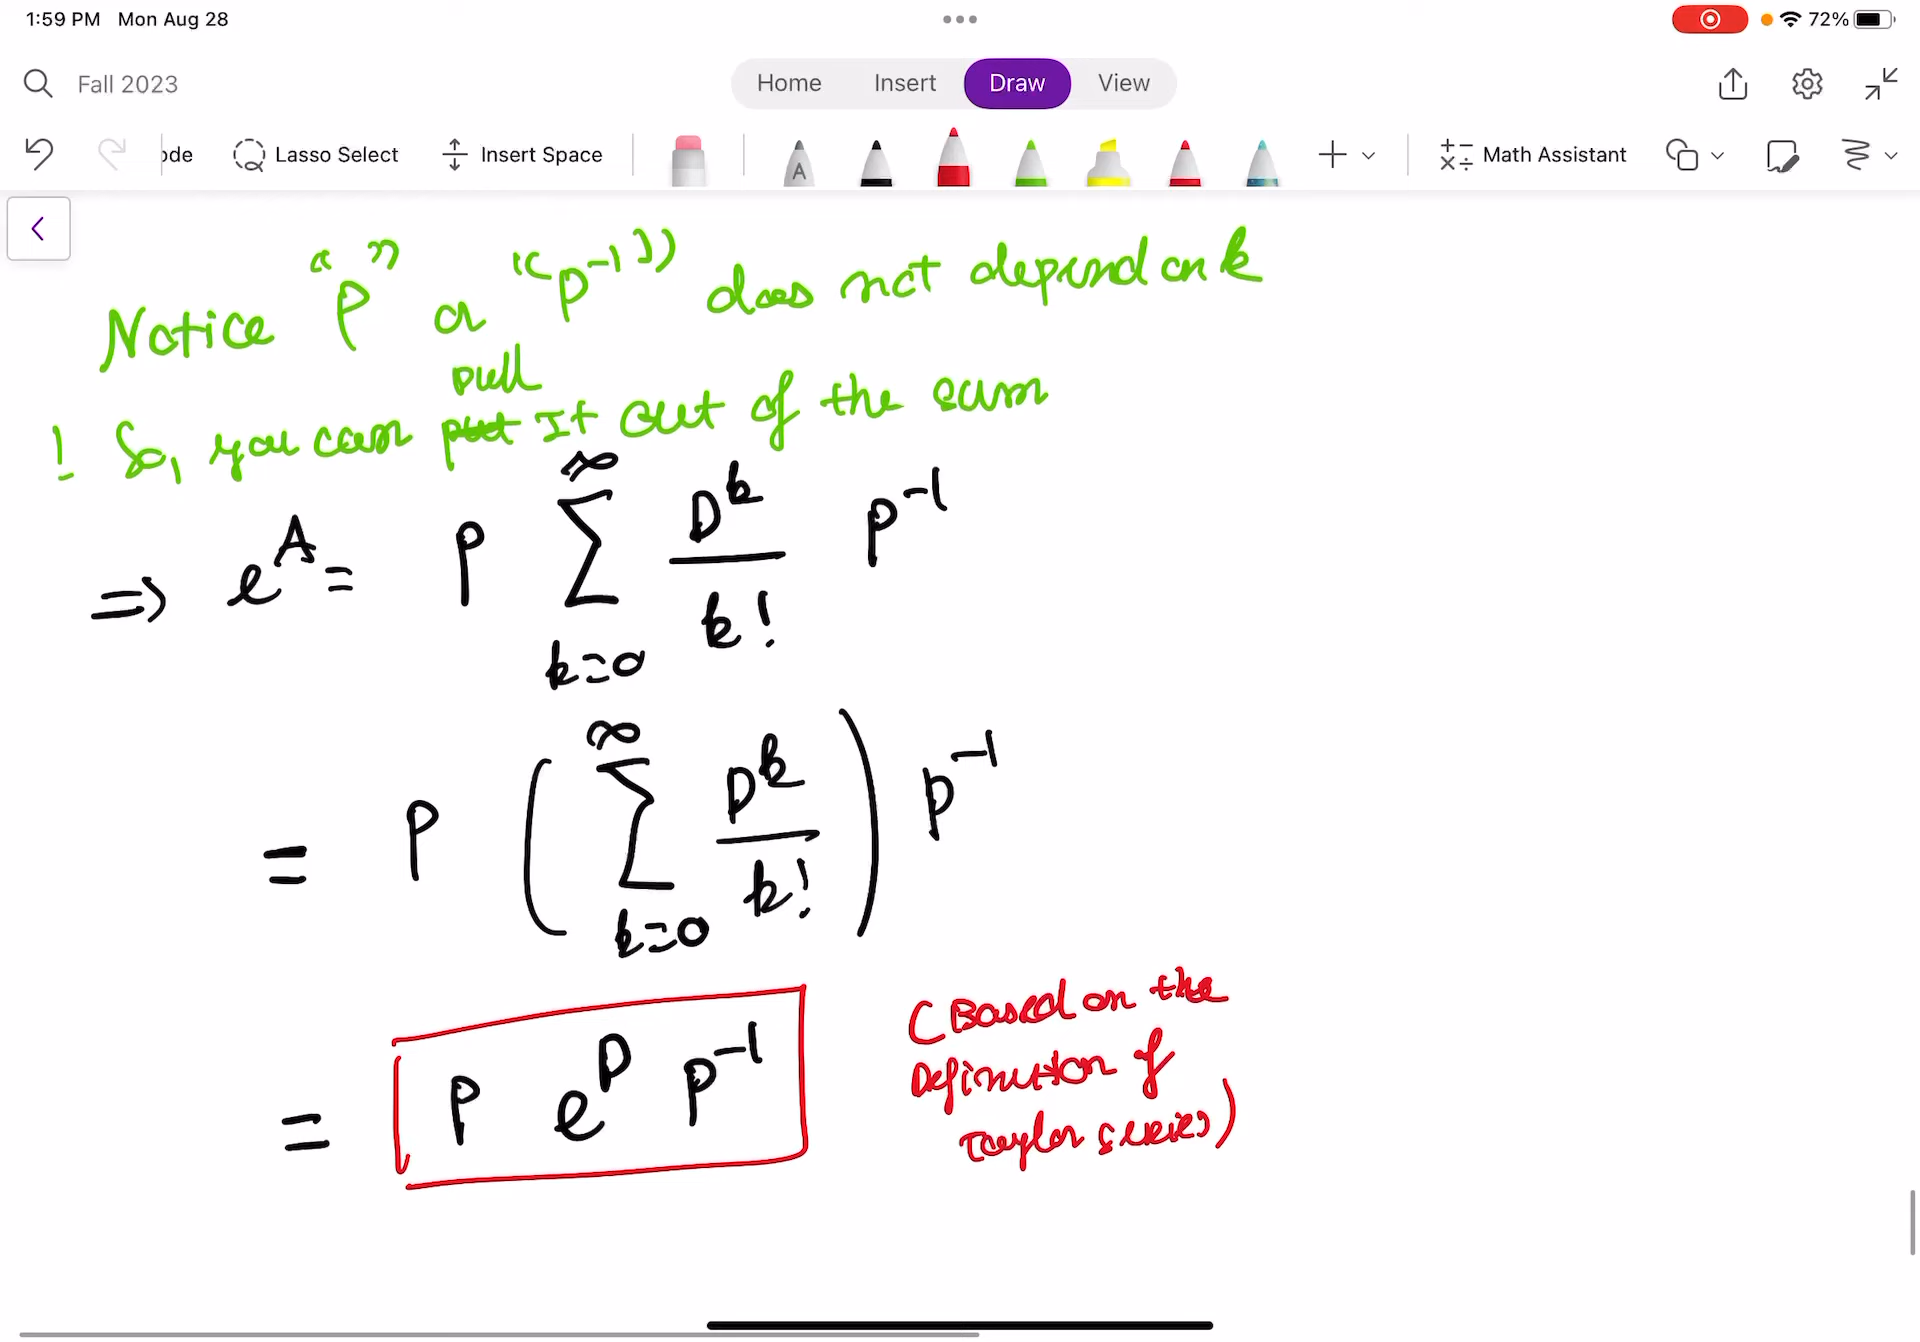 1:59 PM Mon Aug 28
72%
Fall 2023
Home Insert Draw View
ode Lasso Select Insert Space A Math Assistant
Notice “P” or “P⁻¹” does not depend on k
pull
! So, you can put It out of the sum
⇒ e^A = P ∑_{k=0}^{∞} D^k / k! P⁻¹
= P ( ∑_{k=0}^{∞} D^k / k! ) P⁻¹
= P e^D P⁻¹
( Based on the
Definition of
Taylor series)